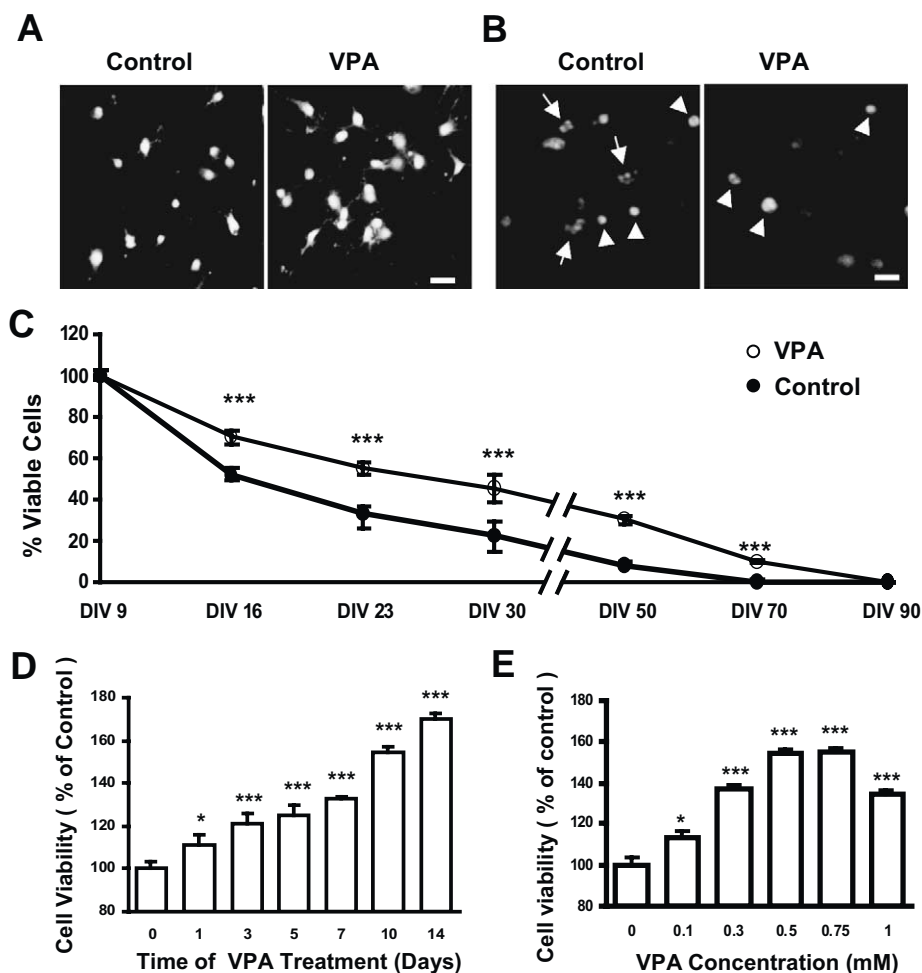 A
Control
VPA
B
Control
VPA
C
% Viable Cells
120
100
80
60
40
20
0
***
***
***
***
***
VPA
Control
DIV 9 DIV 16 DIV 23 DIV 30 DIV 50 DIV 70 DIV 90
D
Cell Viability ( % of Control )
180
160
140
120
100
80
*
***
***
***
***
***
0 1 3 5 7 10 14
Time of VPA Treatment (Days)
E
Cell viability ( % of control )
180
160
140
120
100
80
*
***
***
***
***
0 0.1 0.3 0.5 0.75 1
VPA Concentration (mM)